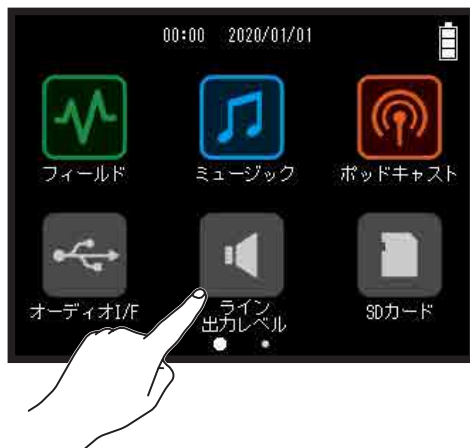 00:00 2020/01/01
フィールド
ミュージック
ポッドキャスト
オーディオI/F
ライン
出力レベル
SDカード